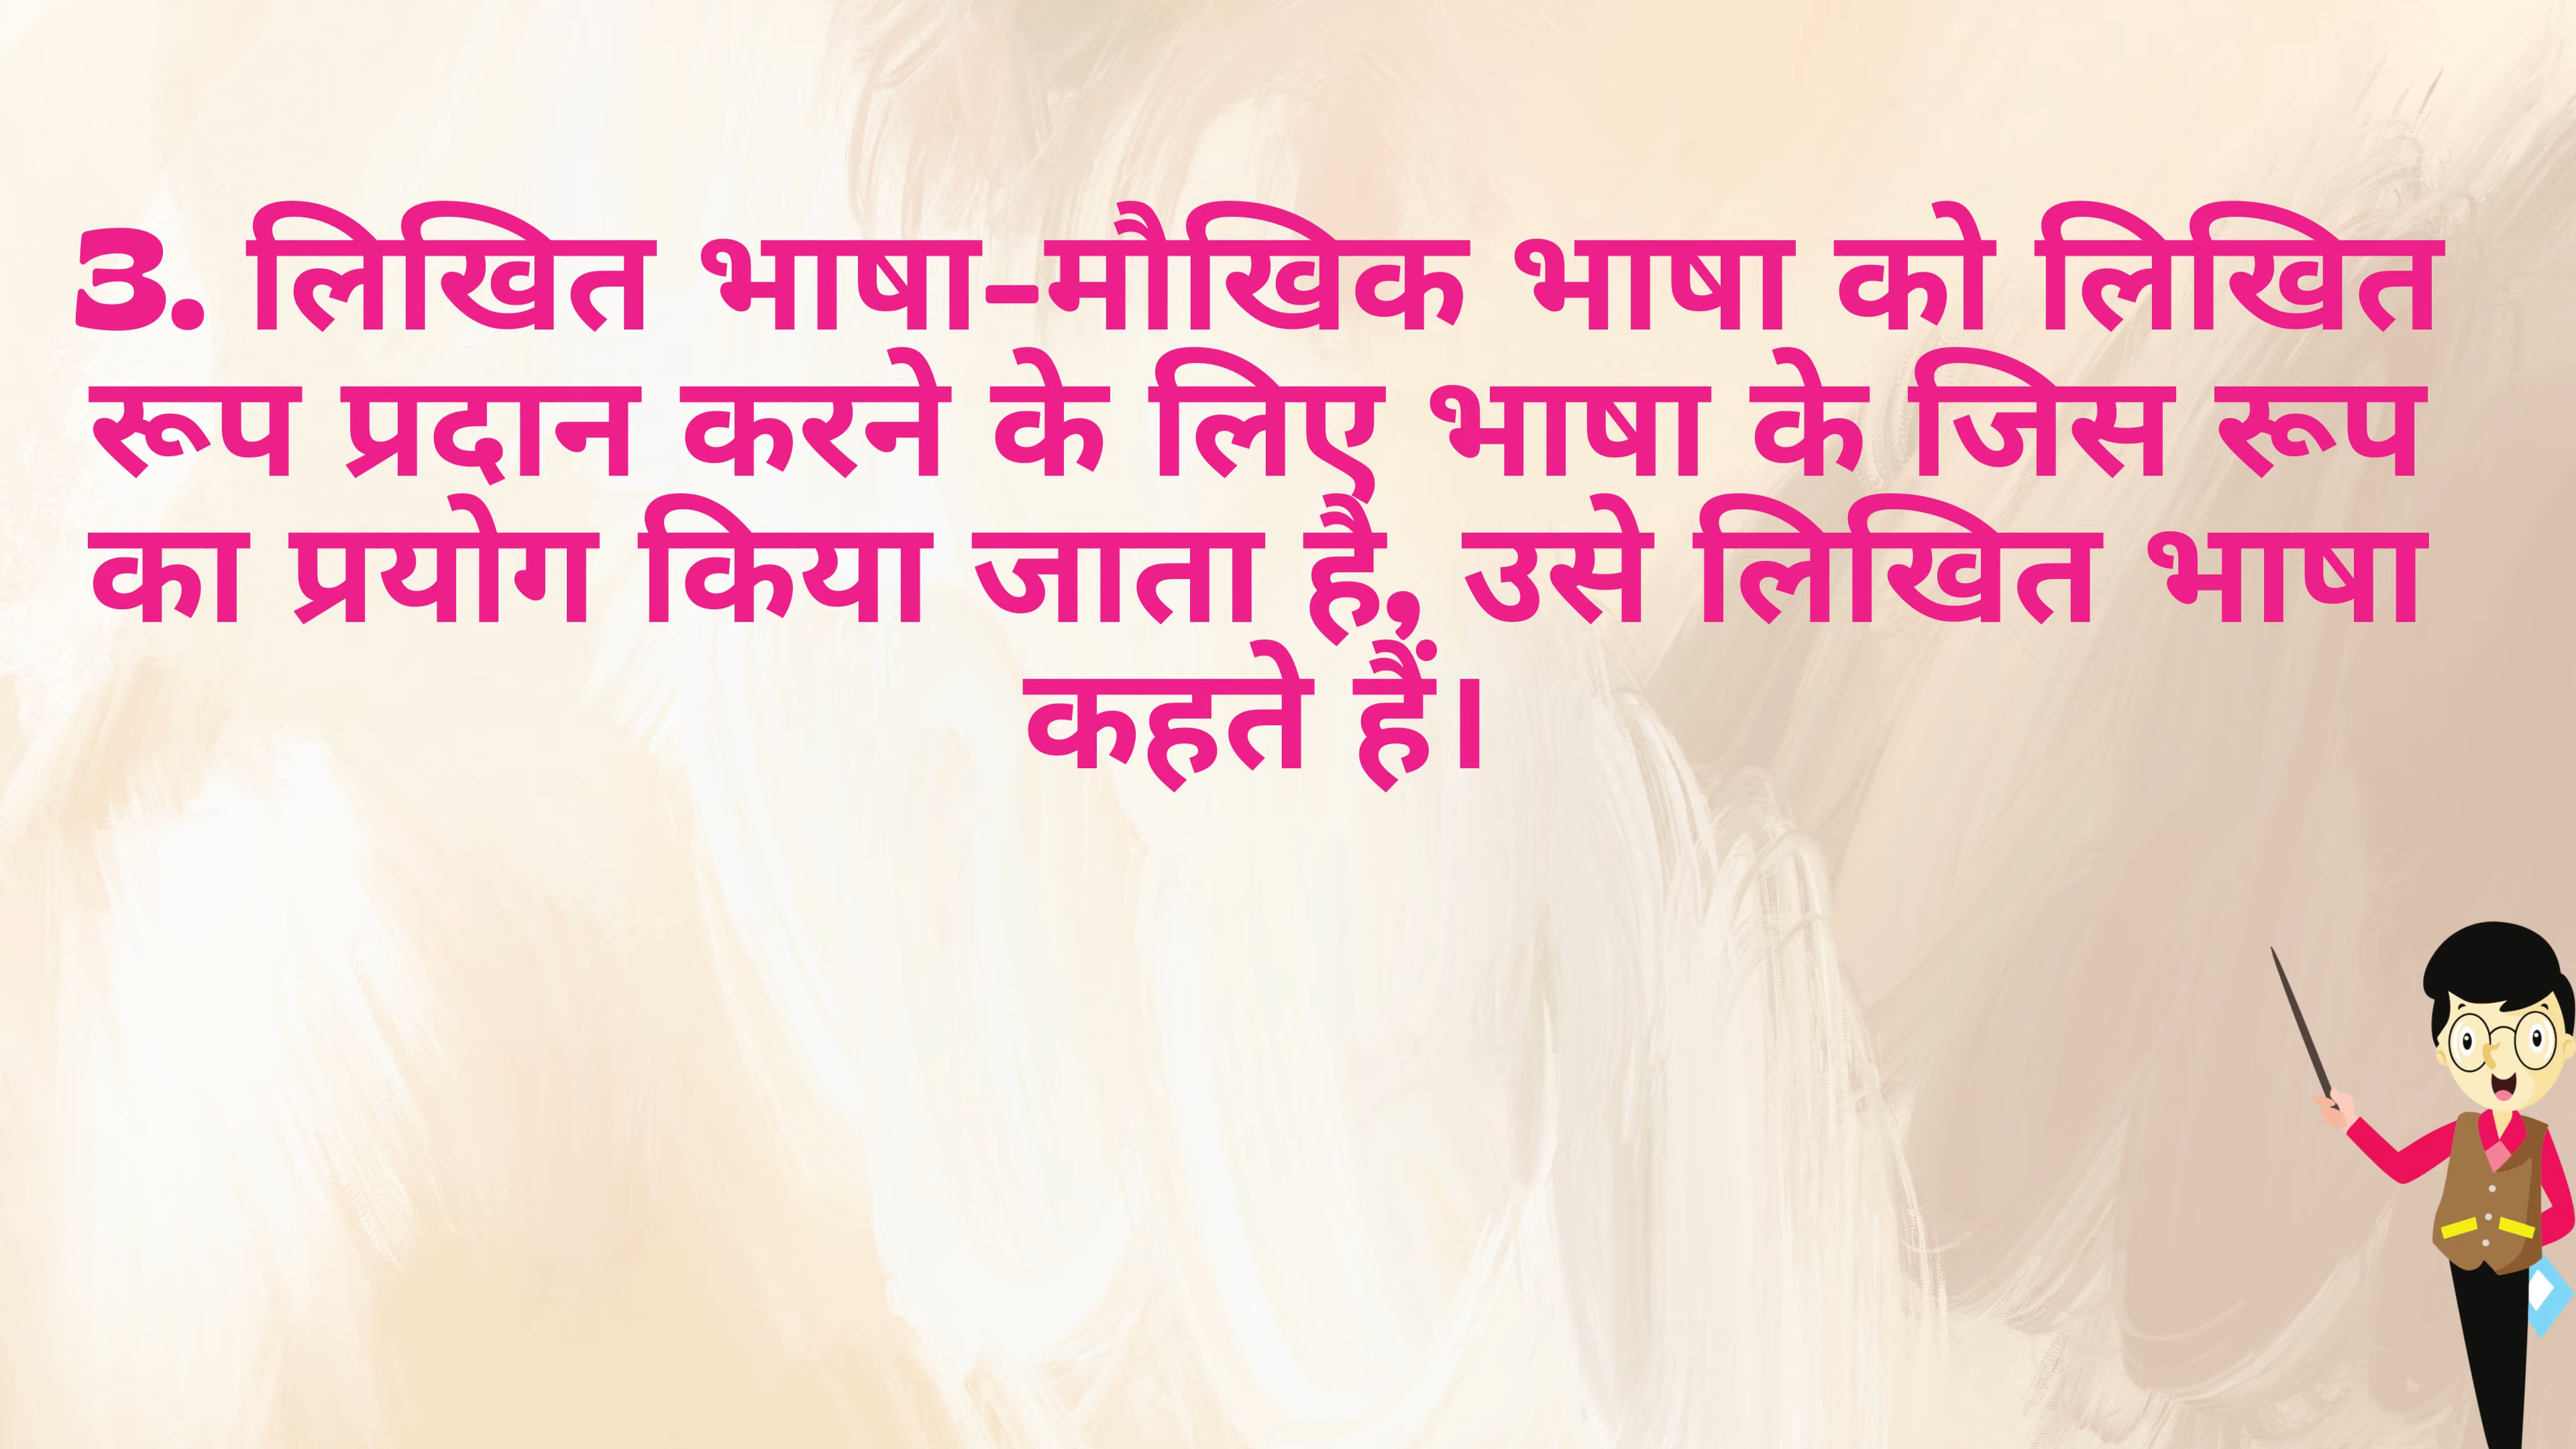 3. लिखित भाषा-मौखिक भाषा को लिखित
रूप प्रदान करने के लिए भाषा के जिस रूप
का प्रयोग किया जाता है, उसे लिखित भाषा
कहते हैं।